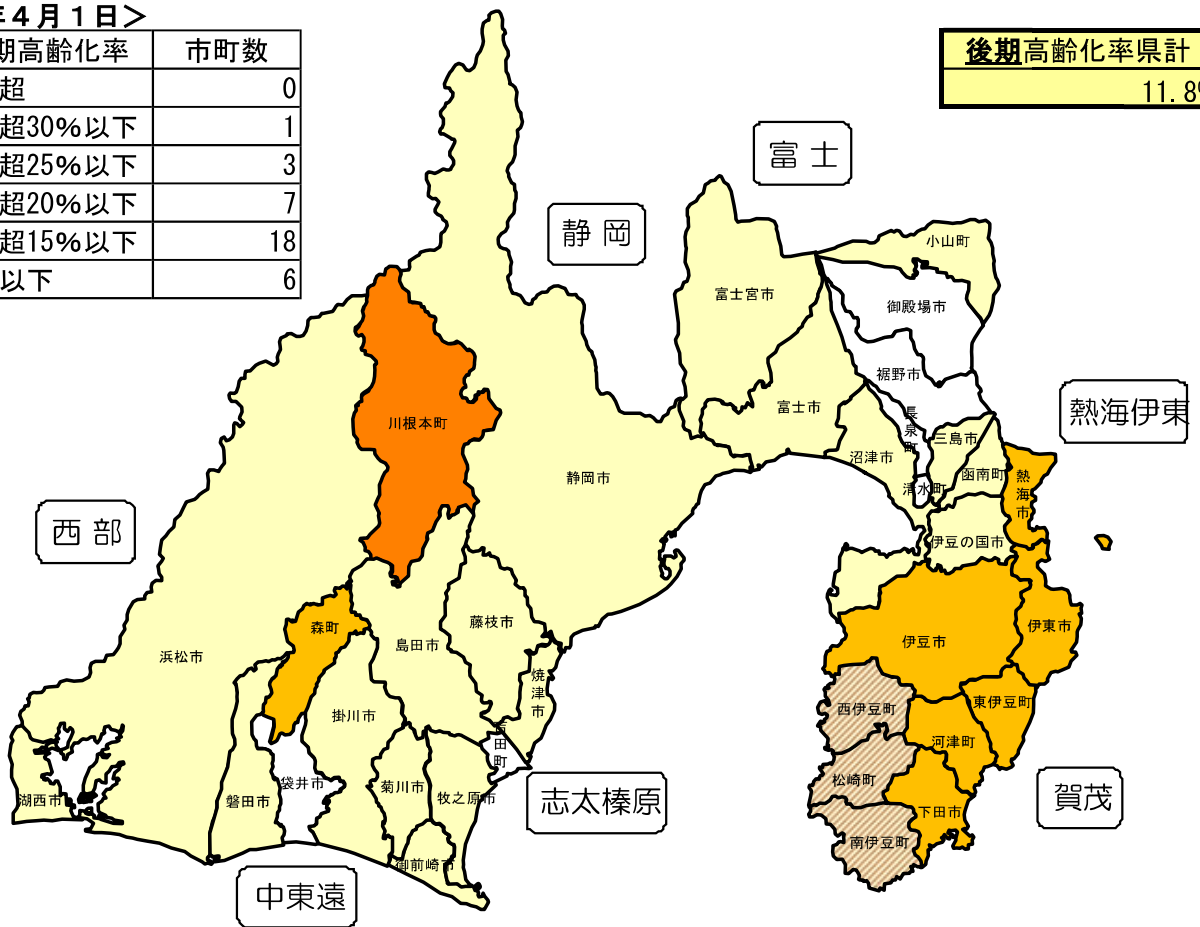 年４月１日＞
期高齢化率 市町数
超 0
超30％以下 1
超25％以下 3
超20％以下 7
超15％以下 18
以下 6
後期高齢化率県計
11.8%
富士
静岡
熱海伊東
西部
志太榛原
賀茂
中東遠
小山町
御殿場市
富士宮市
裾野市
富士市
長泉町
三島市
沼津市
函南町
清水町
熱海市
川根本町
静岡市
伊豆の国市
藤枝市
森町
島田市
伊豆市
伊東市
浜松市
焼津市
掛川市
西伊豆町
東伊豆町
吉田町
河津町
袋井市
菊川市
牧之原市
松崎町
湖西市
磐田市
下田市
南伊豆町
御前崎市